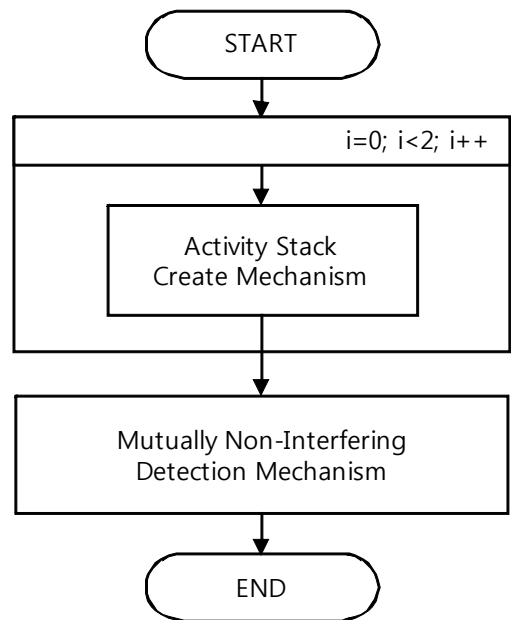 START
i=0; i<2; i++
Activity Stack
Create Mechanism
Mutually Non-Interfering
Detection Mechanism
END